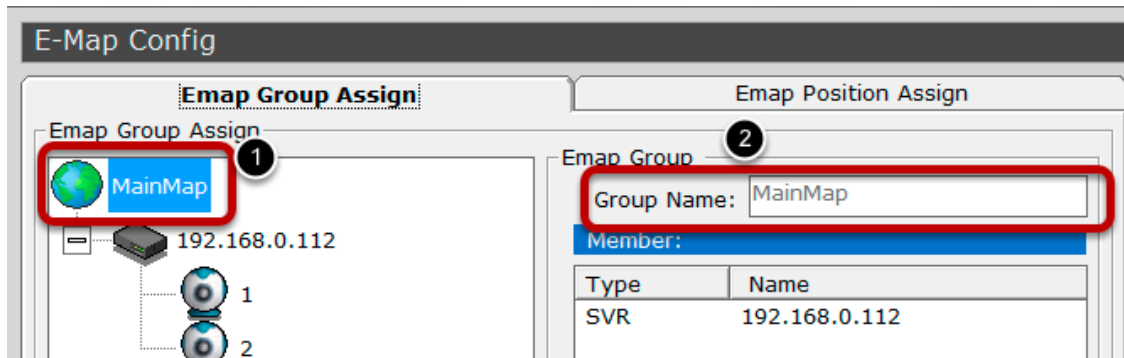 E-Map Config
Emap Group Assign
Emap Position Assign
Emap Group Assign
1
MainMap
192.168.0.112
1
2
2
Emap Group
Group Name: MainMap
Member:
Type Name
SVR 192.168.0.112